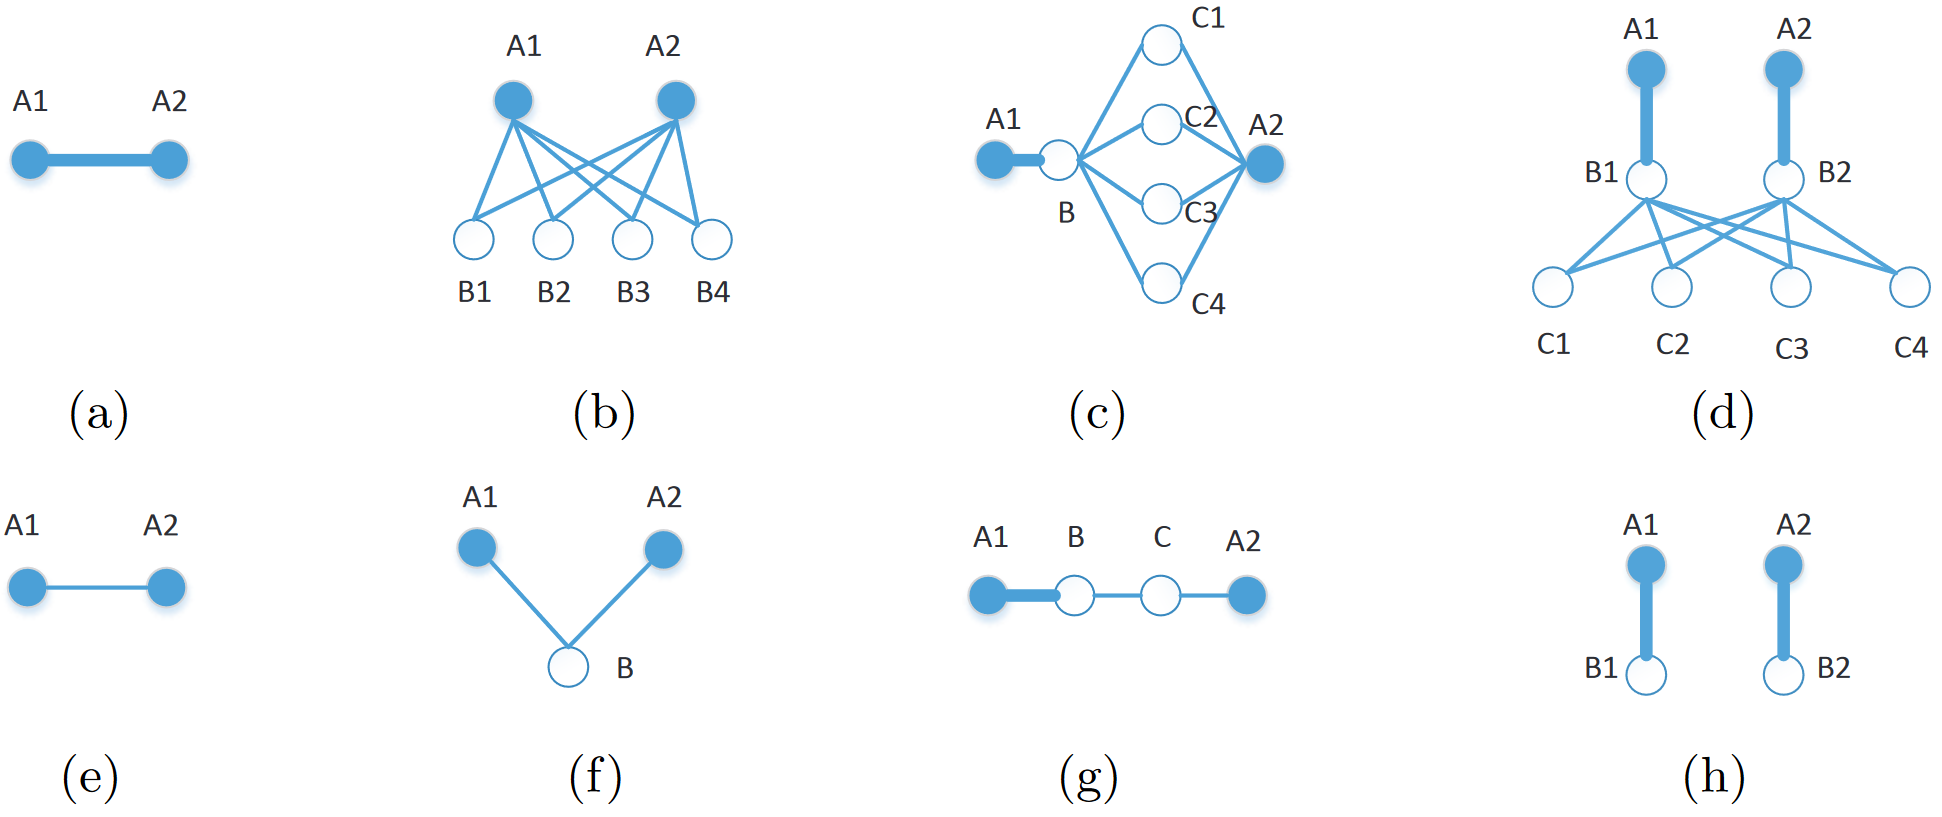 A1 A2
(a)
A1 A2
B1 B2 B3 B4
(b)
C1
C2
A1 A2
B
C3
C4
(c)
A1 A2
B1 B2
C1 C2 C3 C4
(d)
A1 A2
(e)
A1 A2
B
(f)
A1 B C A2
(g)
A1 A2
B1 B2
(h)